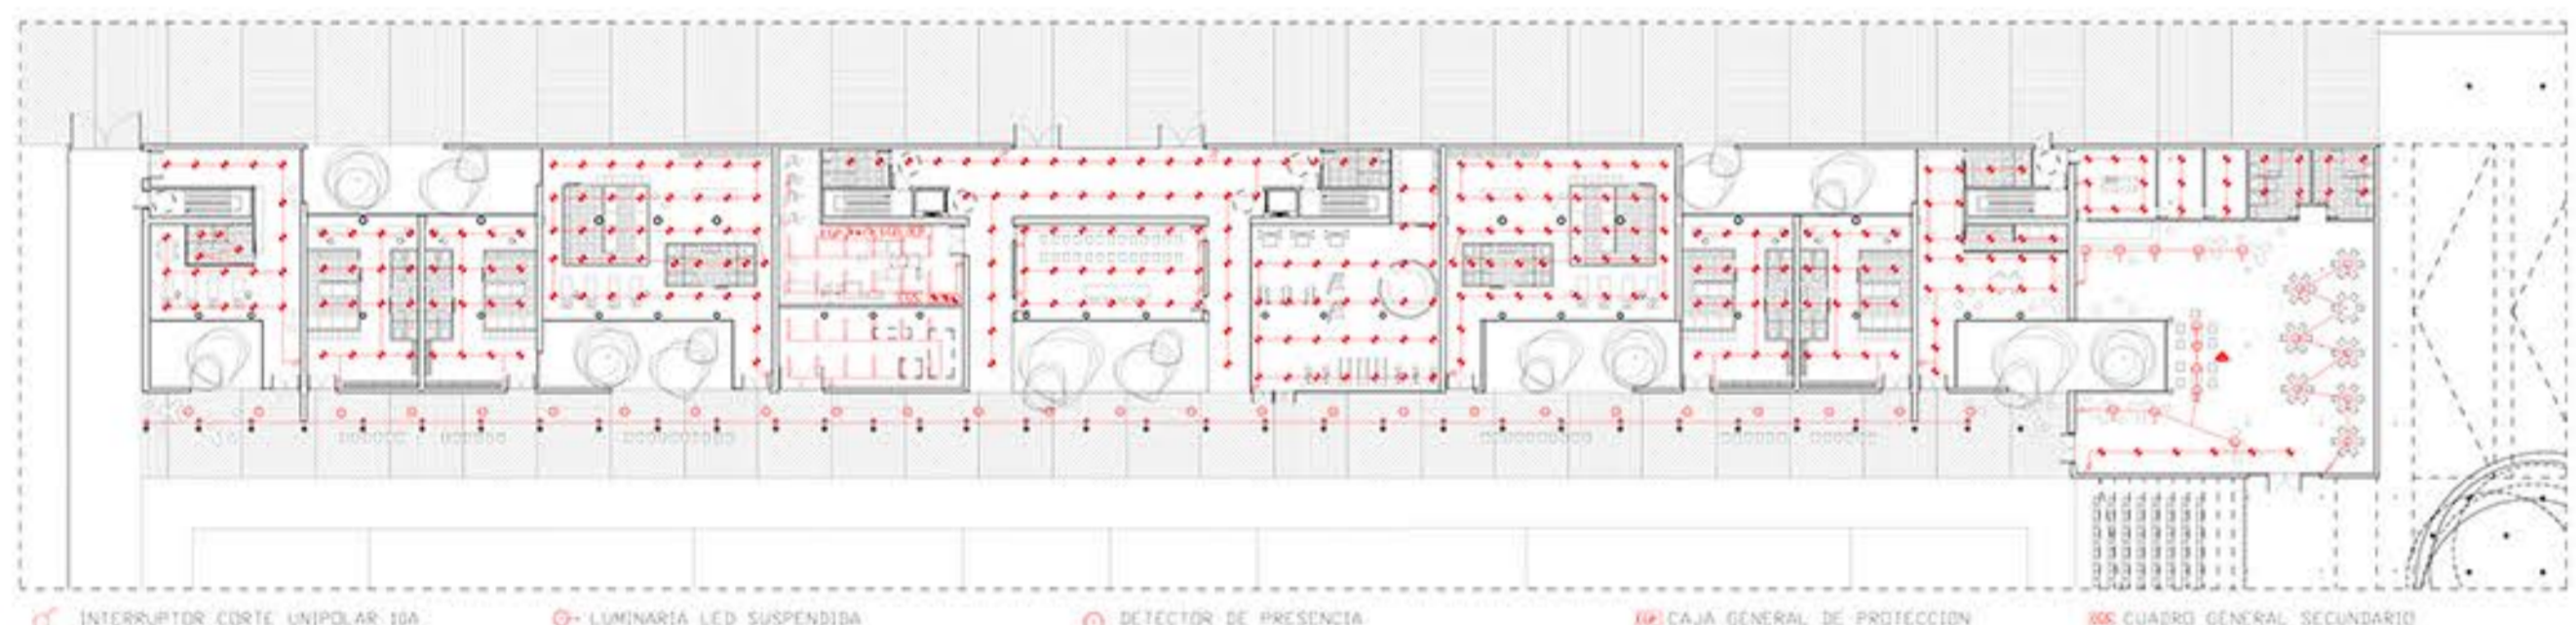 INTERRUPTOR CORTE UNIPOLAR 10A
LUMINARIA LED SUSPENDIDA
DETECTOR DE PRESENCIA
CAJA GENERAL DE PROTECCION
CUADRO GENERAL SECUNDARIO